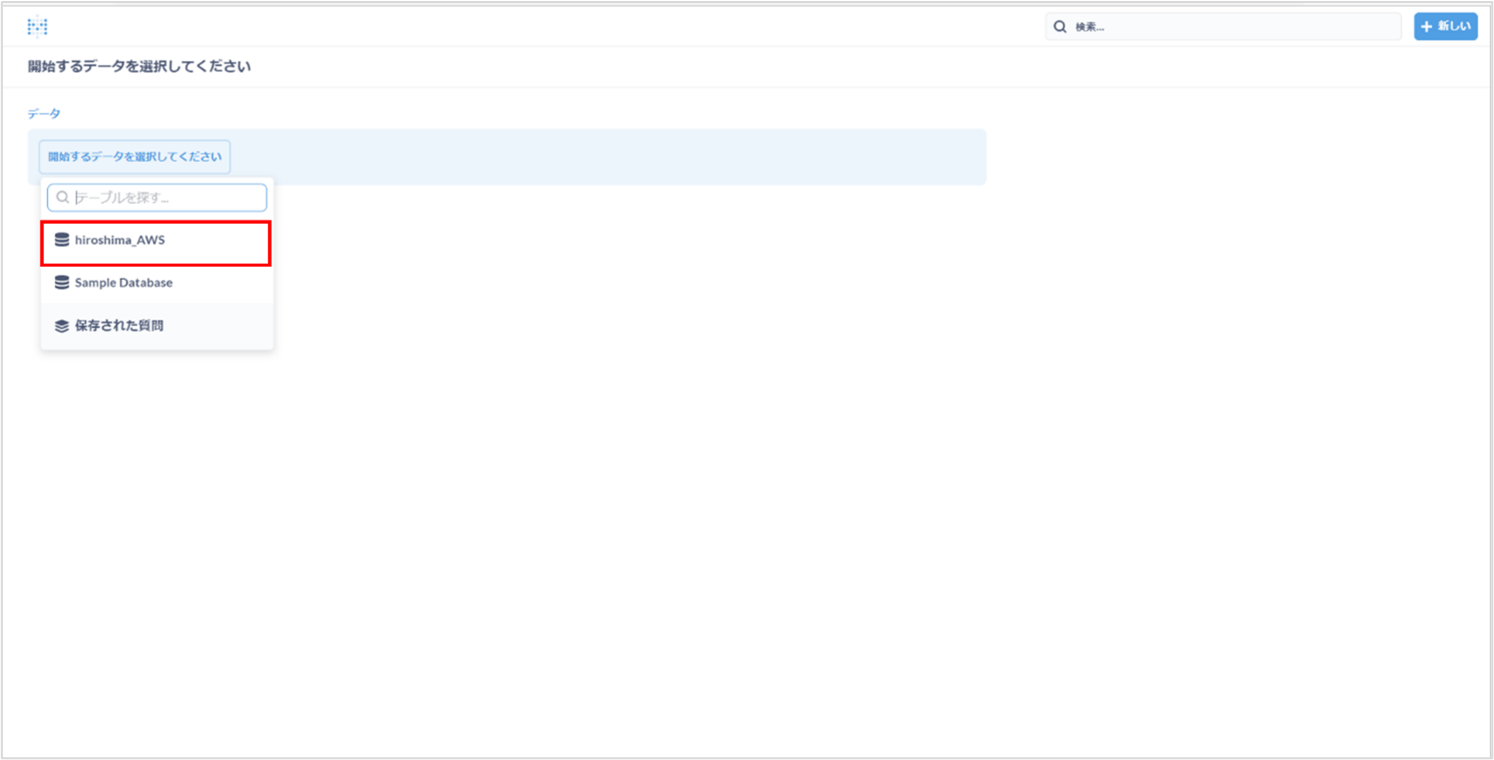 検索...
新しい
開始するデータを選択してください
データ
開始するデータを選択してください
テーブルを探す...
hiroshima_AWS
Sample Database
保存された質問